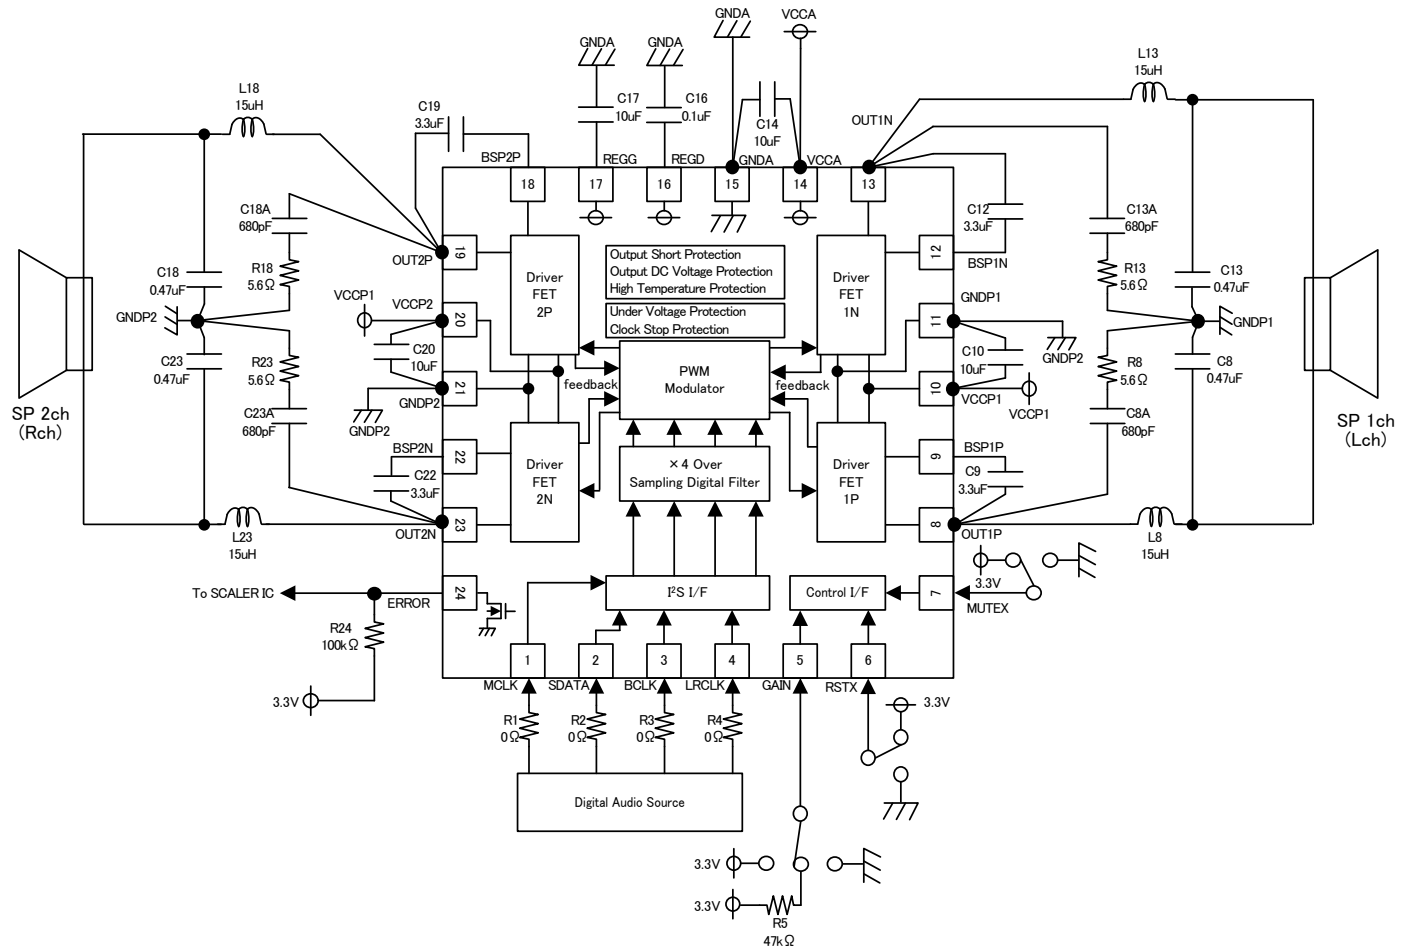 GNDA
VCCA
GNDA
GNDA
L18
15uH
C19
3.3uF
C17
10uF
C16
0.1uF
C14
10uF
L13
15uH
OUT1N
BSP2P
REGG
REGD
GNDA
VCCA
18
17
16
15
14
13
C18A
680pF
C12
3.3uF
C13A
680pF
OUT2P
19
Driver
FET
2P
Output Short Protection
Output DC Voltage Protection
High Temperature Protection
Driver
FET
1N
12
BSP1N
C18
0.47uF
R18
5.6Ω
R13
5.6Ω
C13
0.47uF
VCCP1
VCCP2
20
Under Voltage Protection
Clock Stop Protection
GNDP1
11
GNDP2
GNDP1
C20
10uF
C10
10uF
GNDP2
C23
0.47uF
R23
5.6Ω
R8
5.6Ω
C8
0.47uF
PWM
Modulator
feedback
feedback
21
GNDP2
GNDP2
10
VCCP1
VCCP1
C23A
680pF
C8A
680pF
SP 2ch
(Rch)
SP 1ch
(Lch)
BSP2N
22
Driver
FET
2N
×4 Over
Sampling Digital Filter
Driver
FET
1P
9
BSP1P
C22
3.3uF
C9
3.3uF
L23
15uH
OUT2N
23
8
OUT1P
L8
15uH
3.3V
To SCALER IC
ERROR
24
I²S I/F
Control I/F
7
MUTEX
R24
100kΩ
1
2
3
4
5
6
MCLK
SDATA
BCLK
LRCLK
GAIN
RSTX
3.3V
3.3V
R1
0Ω
R2
0Ω
R3
0Ω
R4
0Ω
Digital Audio Source
3.3V
3.3V
R5
47kΩ